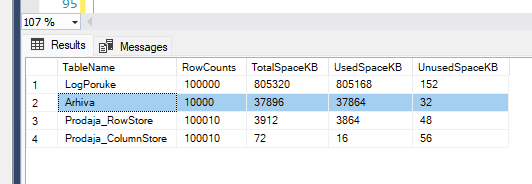 95
107 %
Results Messages
TableName RowCounts TotalSpaceKB UsedSpaceKB UnusedSpaceKB
1 LogPoruke 100000 805320 805168 152
2 Arhiva 10000 37896 37864 32
3 Prodaja_RowStore 100010 3912 3864 48
4 Prodaja_ColumnStore 100010 72 16 56